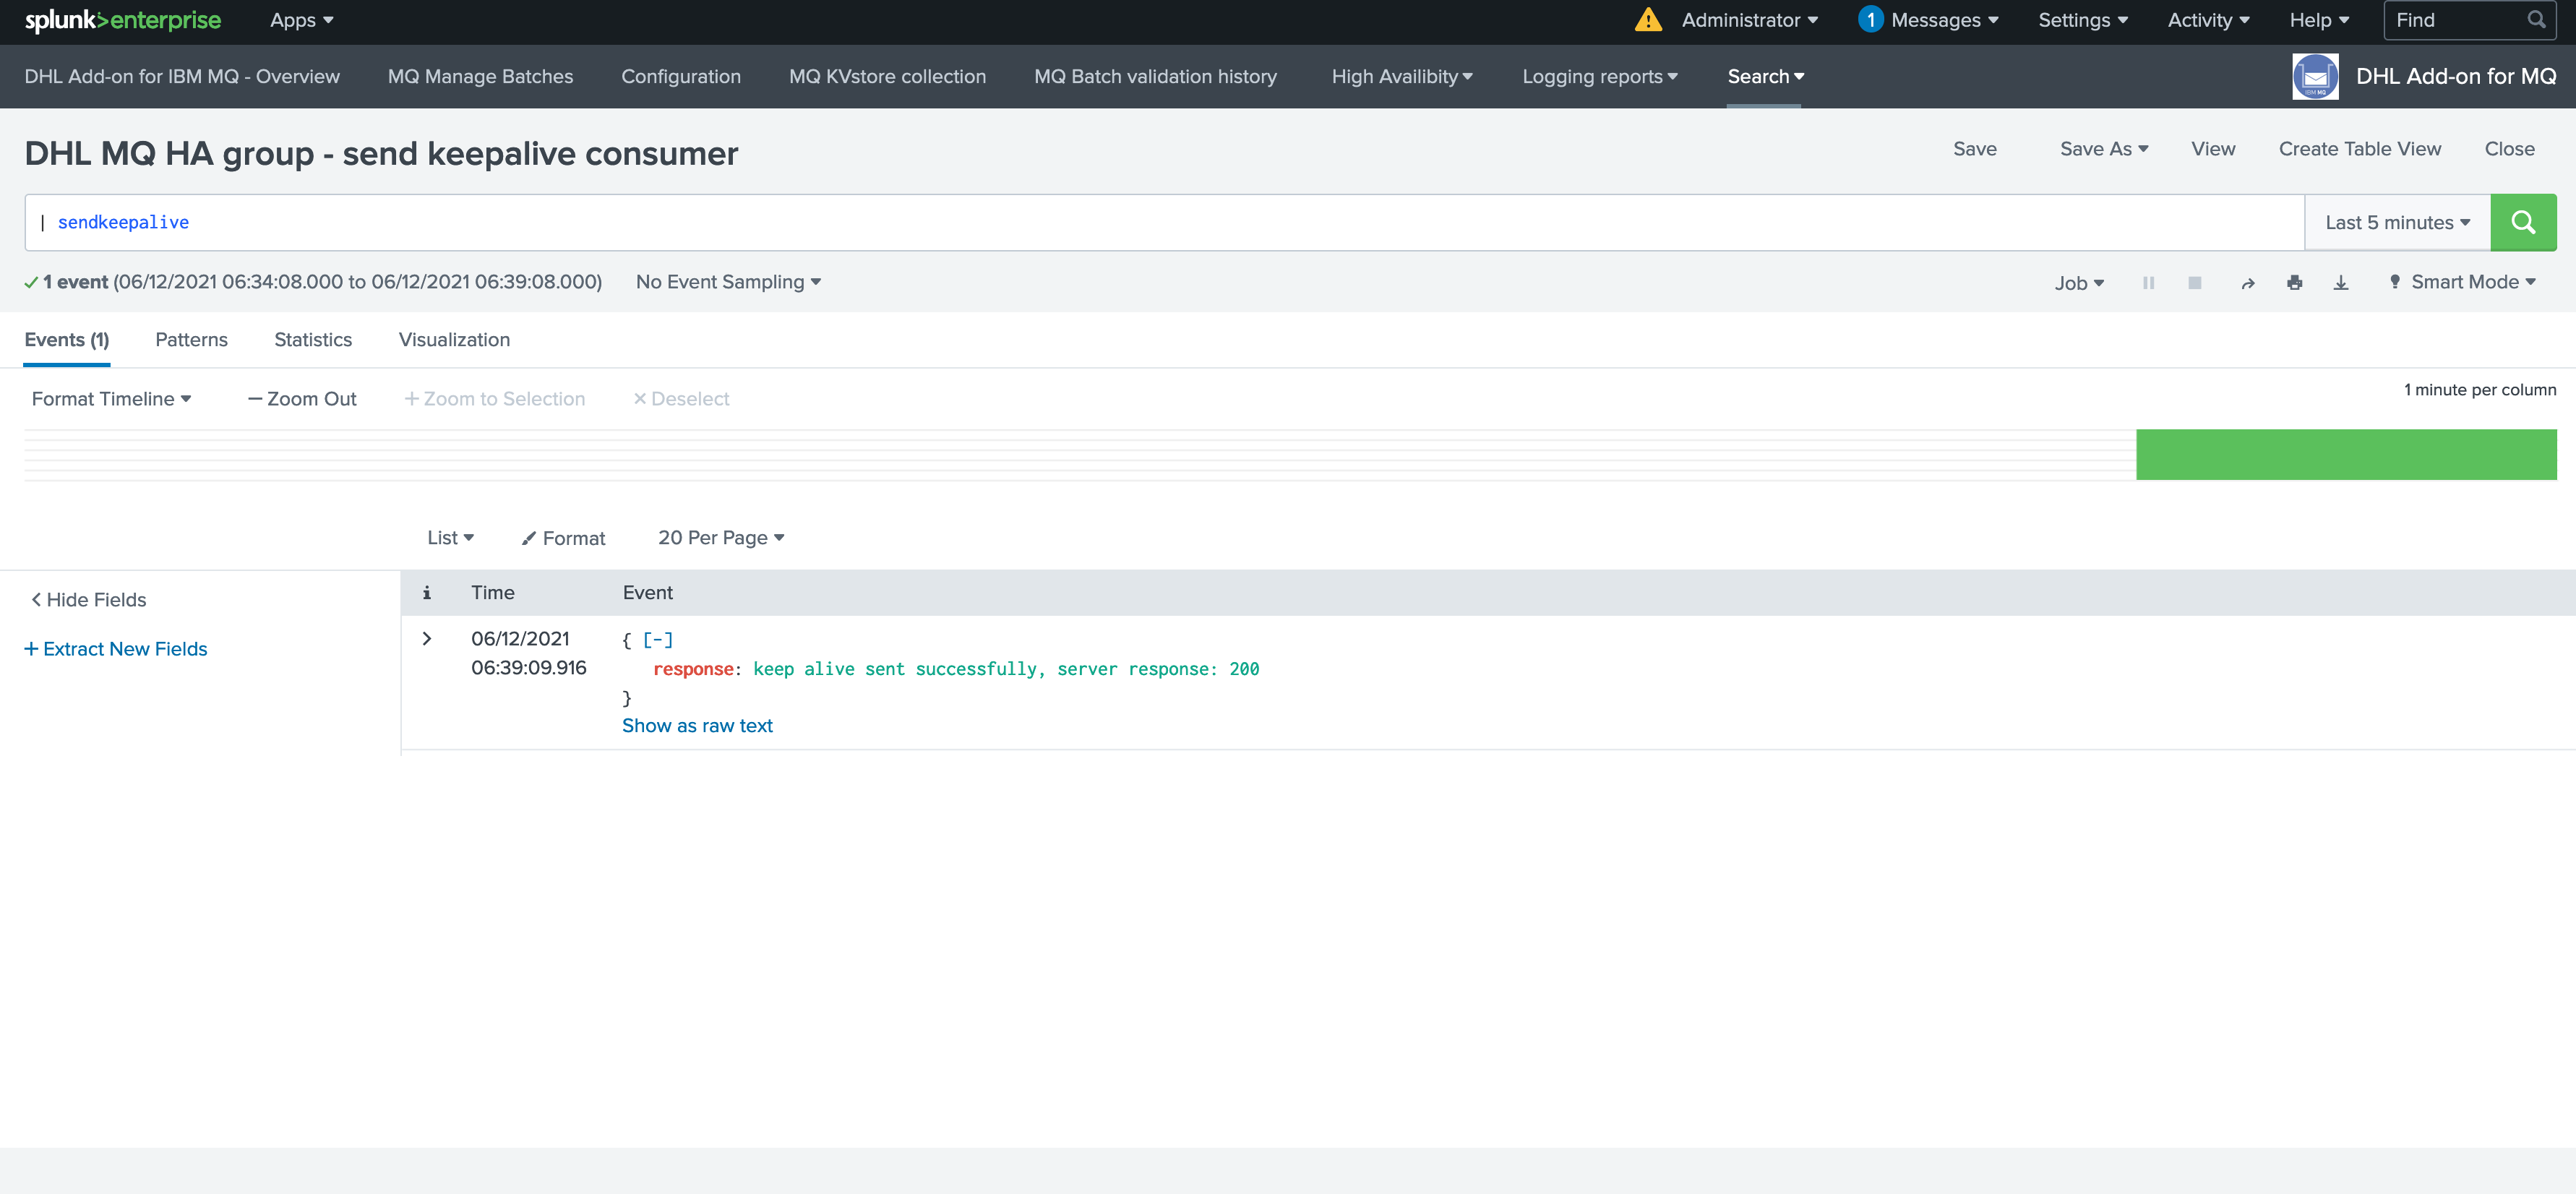 splunk>enterprise Apps Administrator 1 Messages Settings Activity Help Find
DHL Add-on for IBM MQ - Overview MQ Manage Batches Configuration MQ KVstore collection MQ Batch validation history High Availibity Logging reports Search IBM MQ DHL Add-on for MQ
DHL MQ HA group - send keepalive consumer Save Save As View Create Table View Close
| sendkeepalive Last 5 minutes
1 event (06/12/2021 06:34:08.000 to 06/12/2021 06:39:08.000) No Event Sampling Job Smart Mode
Events (1) Patterns Statistics Visualization
Format Timeline — Zoom Out + Zoom to Selection × Deselect 1 minute per column
List Format 20 Per Page
< Hide Fields i Time Event
+ Extract New Fields > 06/12/2021 { [-]
06:39:09.916 response: keep alive sent successfully, server response: 200
}
Show as raw text